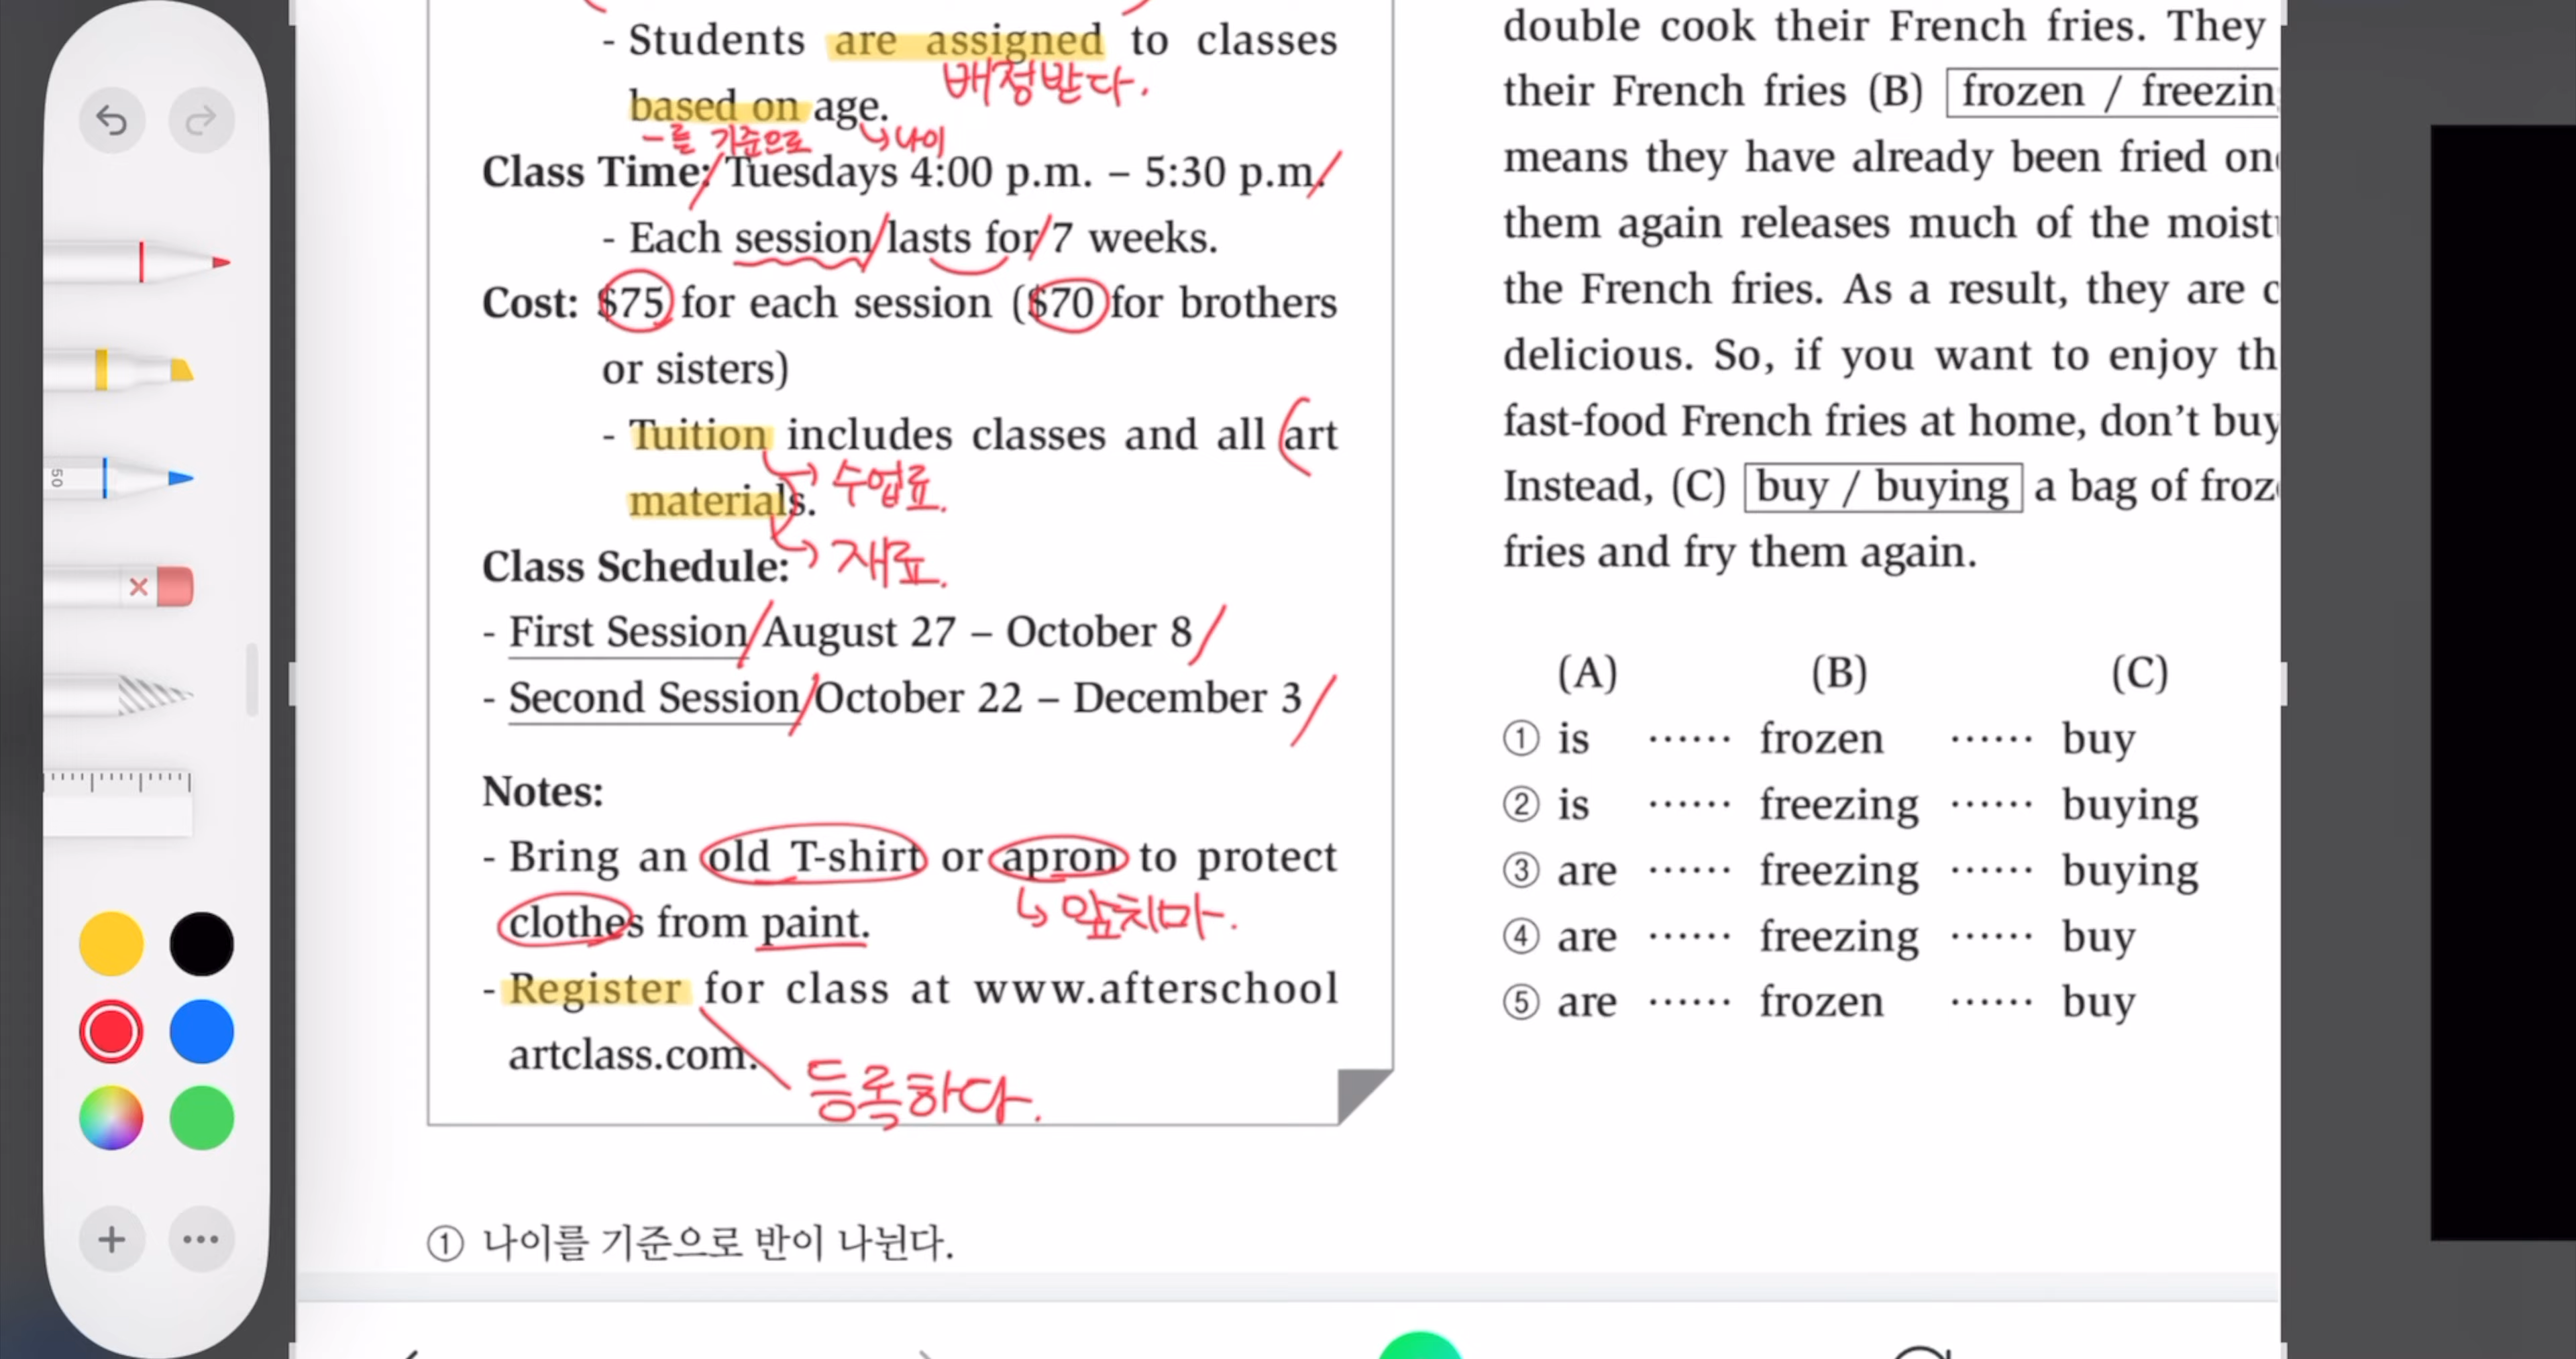 - Students are assigned to classes
배정받다.
based on age.
-를 기준으로 나이
Class Time: Tuesdays 4:00 p.m. – 5:30 p.m.
- Each session lasts for 7 weeks.
Cost: $75 for each session ($70 for brothers
or sisters)
- Tuition includes classes and all art
수업료.
materials.
재료.
Class Schedule:
- First Session August 27 – October 8
- Second Session October 22 – December 3
Notes:
- Bring an old T-shirt or apron to protect
앞치마.
clothes from paint.
- Register for class at www.afterschool
artclass.com.
등록하다.
① 나이를 기준으로 반이 나뉜다.
double cook their French fries. They
their French fries (B) frozen /
means they have already been fried
them again releases much of the
the French fries. As a result, they are
delicious. So, if you want to enjoy
fast-food French fries at home, don’t buy
Instead, (C) buy / buying a bag of
fries and fry them again.
(A) (B) (C)
① is ······ frozen ······ buy
② is ······ freezing ······ buying
③ are ······ freezing ······ buying
④ are ······ freezing ······ buy
⑤ are ······ frozen ······ buy
50